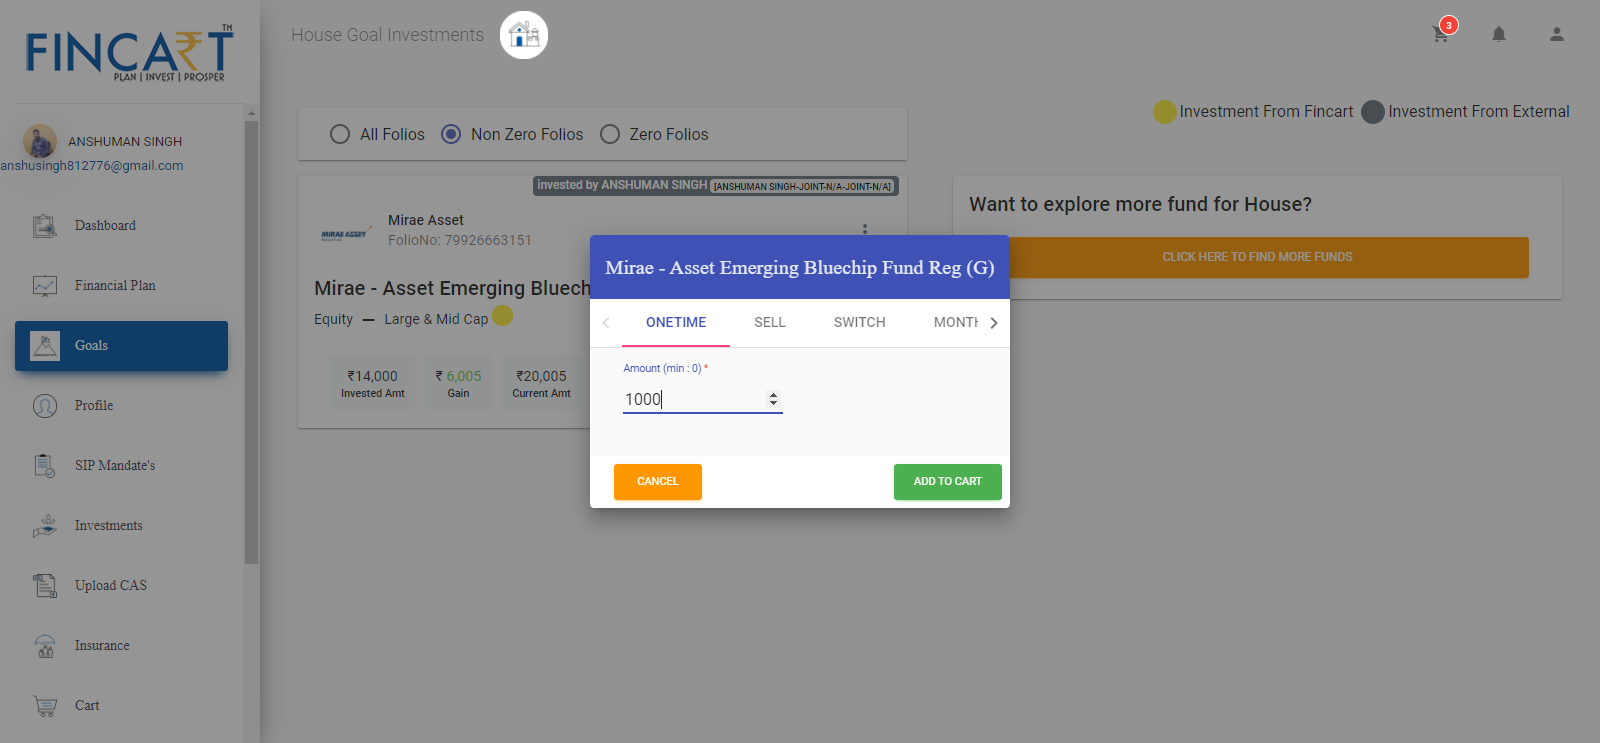 FINCART™
PLAN | INVEST | PROSPER
ANSHUMAN SINGH
anshusingh812776@gmail.com
Dashboard
Financial Plan
Goals
Profile
SIP Mandate's
Investments
Upload CAS
Insurance
Cart
House Goal Investments
3
Investment From Fincart
Investment From External
All Folios
Non Zero Folios
Zero Folios
invested by ANSHUMAN SINGH [ANSHUMAN SINGH-JOINT-N/A-JOINT-N/A]
MIRAE ASSET
Mirae Asset
FolioNo: 79926663151
Mirae - Asset Emerging Bluech
Equity — Large & Mid Cap
₹14,000
Invested Amt
₹ 6,005
Gain
₹20,005
Current Amt
Want to explore more fund for House?
CLICK HERE TO FIND MORE FUNDS
Mirae - Asset Emerging Bluechip Fund Reg (G)
ONETIME
SELL
SWITCH
MONTH
Amount (min : 0) *
1000
CANCEL
ADD TO CART